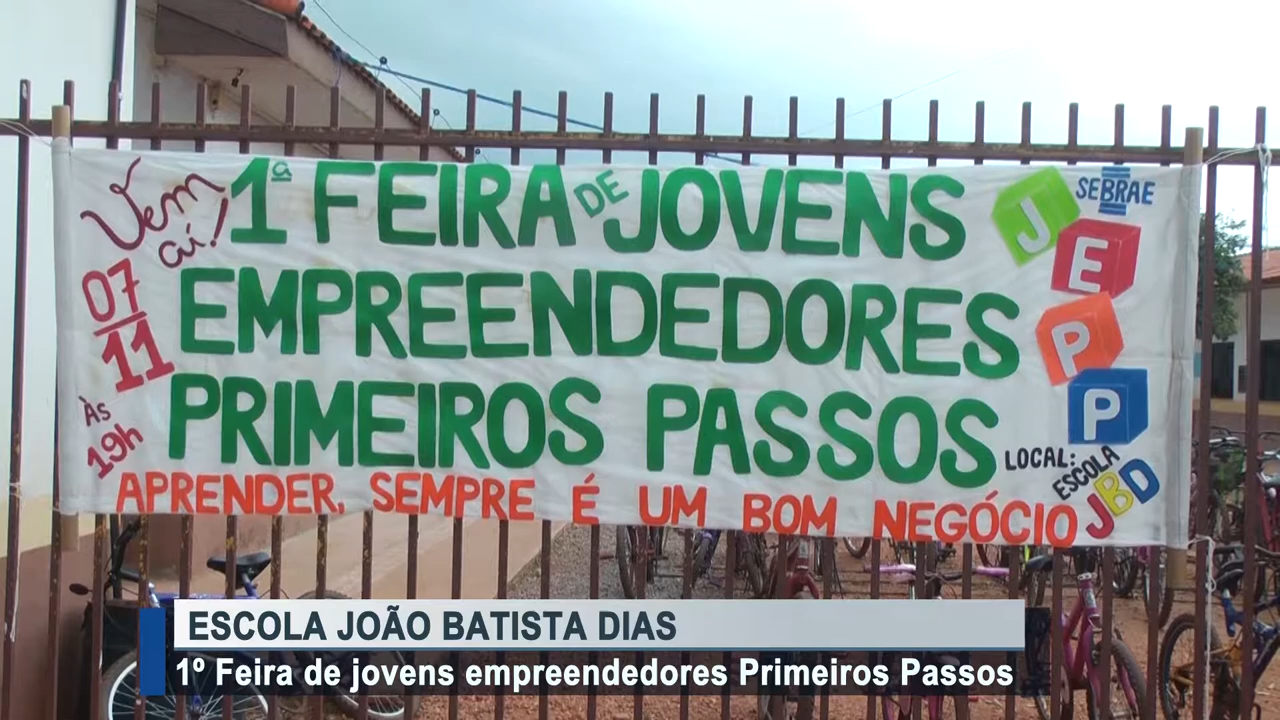 Vem aí!
07/11
Às 19h
1ª FEIRA DE JOVENS
EMPREENDEDORES
PRIMEIROS PASSOS
APRENDER, SEMPRE É UM BOM NEGÓCIO
SEBRAE
J
E
P
P
LOCAL:
ESCOLA
JBD
ESCOLA JOÃO BATISTA DIAS
1º Feira de jovens empreendedores Primeiros Passos